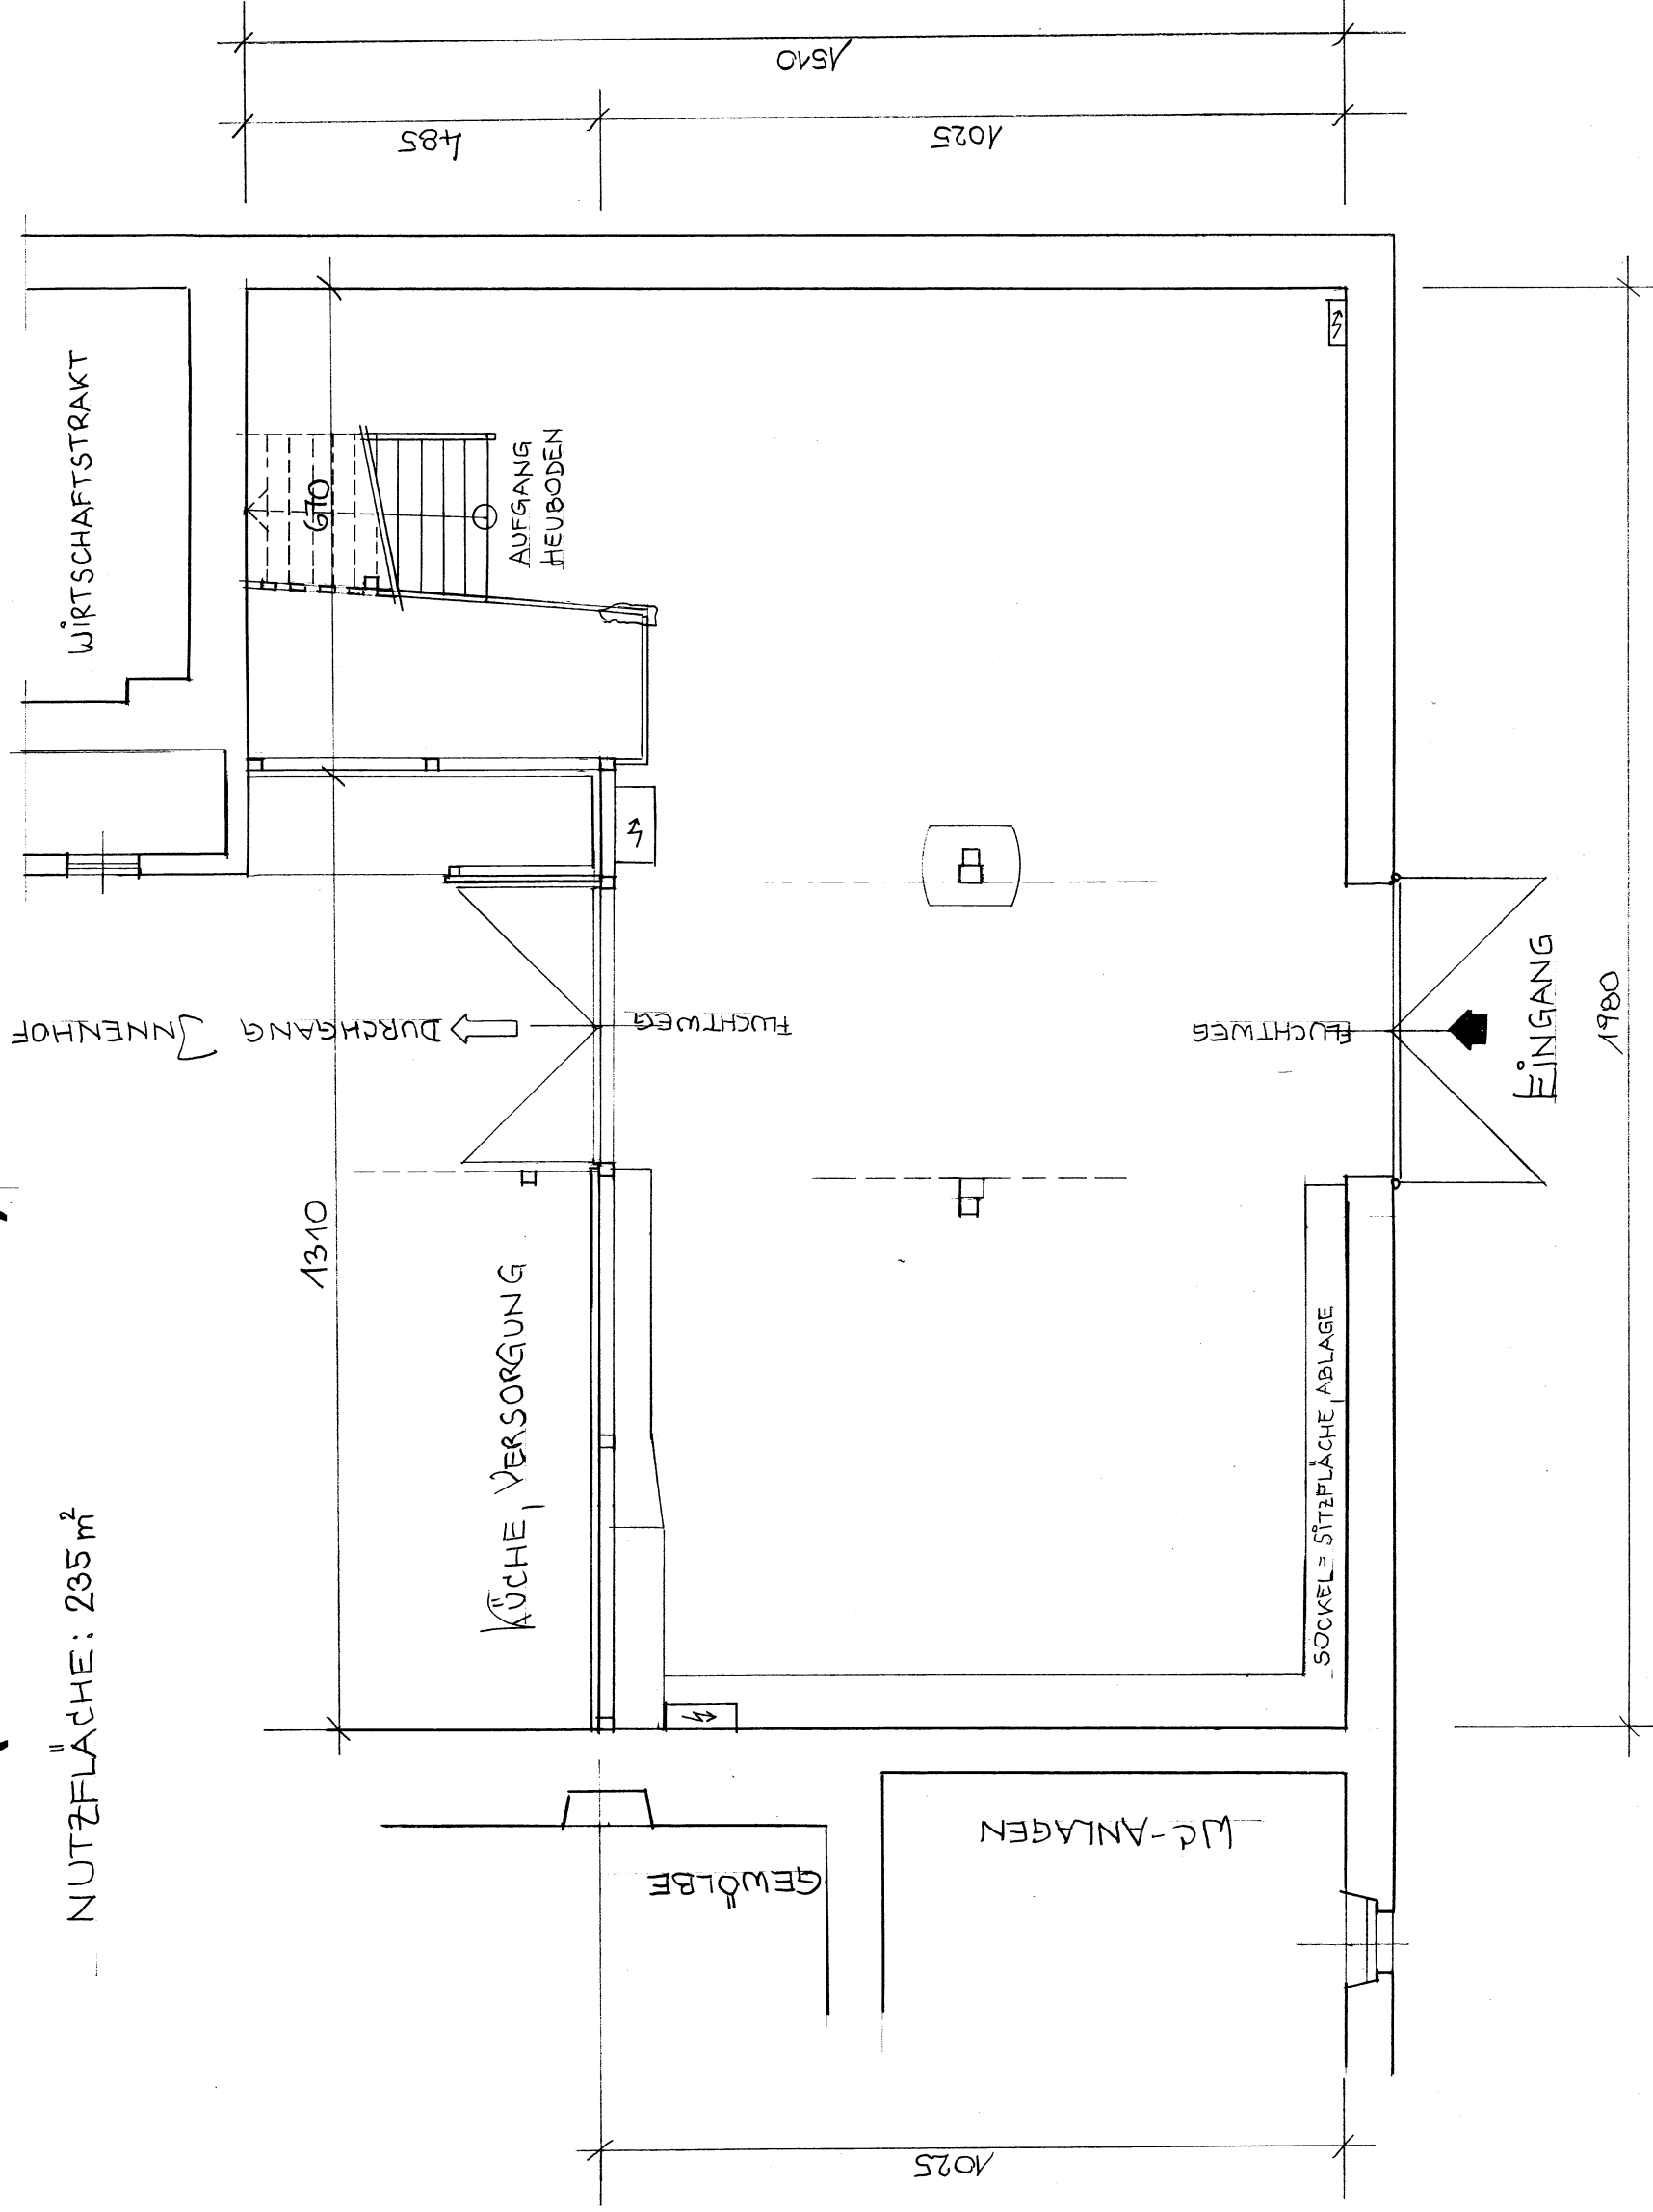 NUTZFLÄCHE: 235 m²
WIRTSCHAFTSTRAKT
INNENHOF
DURCHGANG
1310
670
AUFGANG
HEUBODEN
485
1025
1510
KÜCHE, VERSORGUNG
FLUCHTWEG
FLUCHTWEG
SOCKEL = SITZFLÄCHE, ABLAGE
EINGANG
1980
GEWÖLBE
WC-ANLAGEN
1025